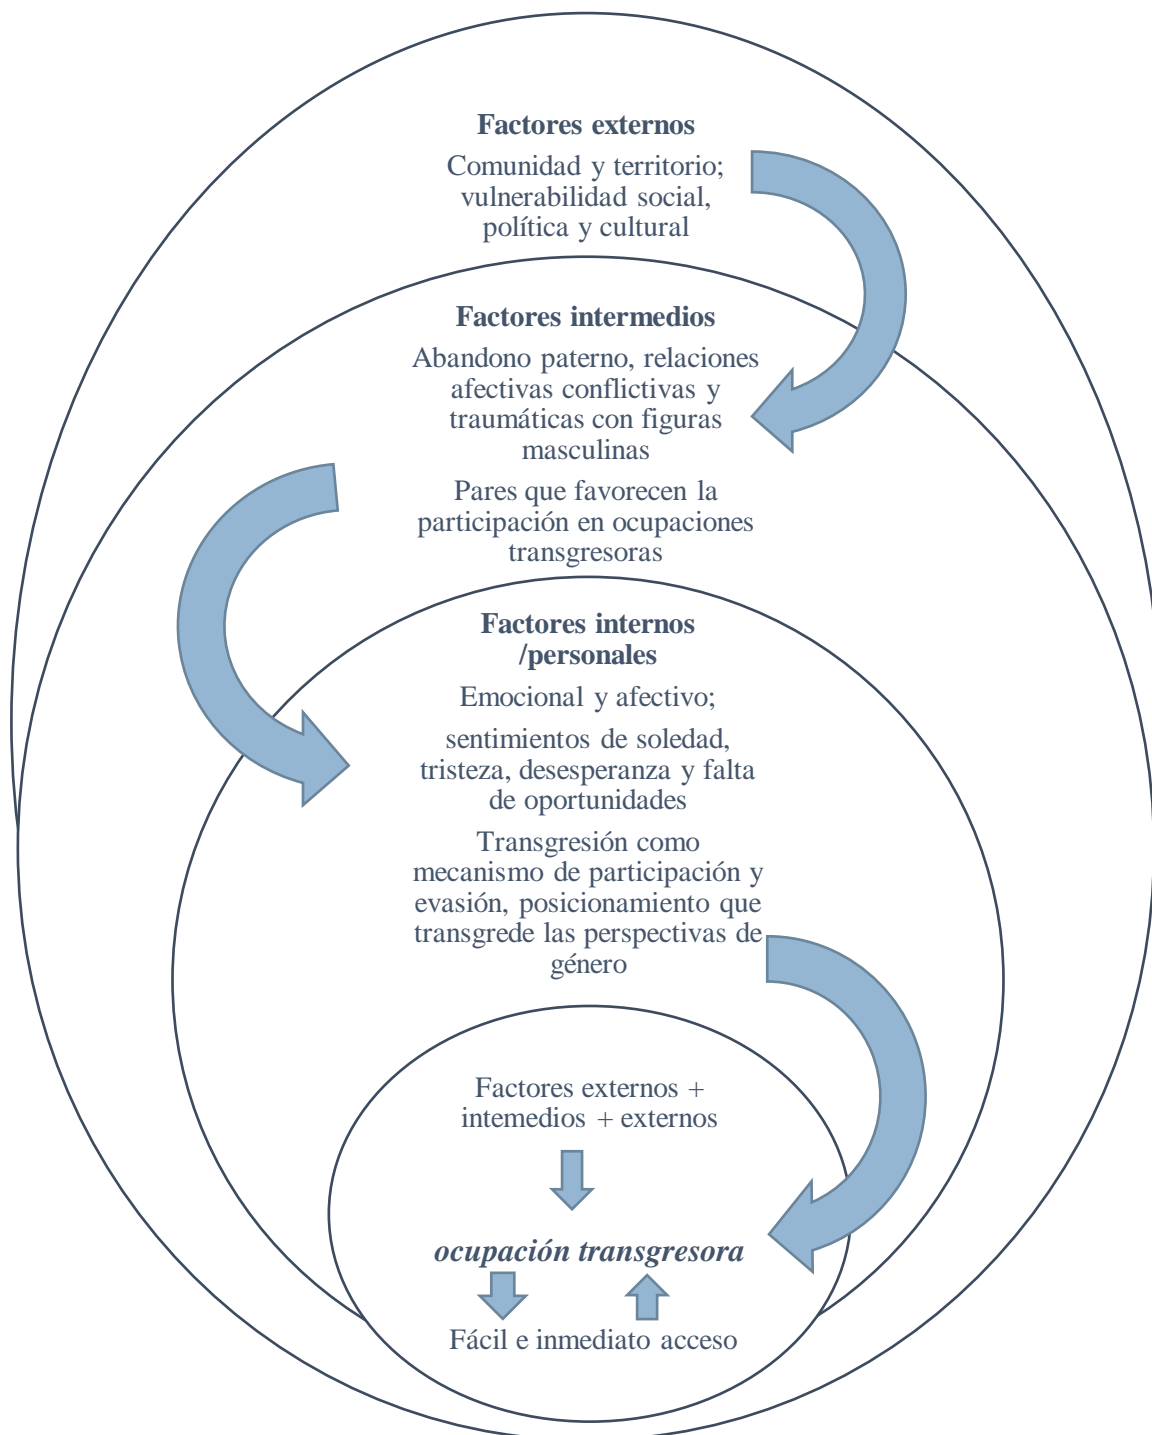 Factores externos
Comunidad y territorio;
vulnerabilidad social,
política y cultural
Factores intermedios
Abandono paterno, relaciones
afectivas conflictivas y
traumáticas con figuras
masculinas
Pares que favorecen la
participación en ocupaciones
transgresoras
Factores internos
/personales
Emocional y afectivo;
sentimientos de soledad,
tristeza, desesperanza y falta
de oportunidades
Transgresión como
mecanismo de participación y
evasión, posicionamiento que
transgrede las perspectivas de
género
Factores externos +
intemedios + externos
ocupación transgresora
Fácil e inmediato acceso